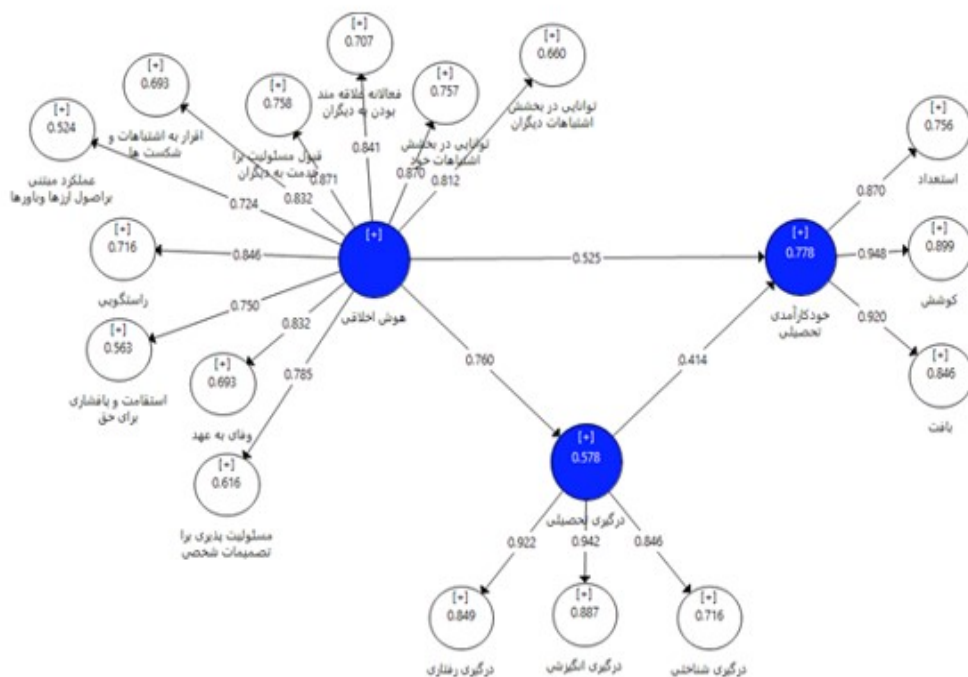 [+]
0.707
[+]
0.660
[+]
0.693
[+]
0.758
[+]
0.757
[+]
0.524
فعالانه علاقه مند
بودن به دیگران
توانایی در بخشش
اشتباهات دیگران
اقرار به اشتباهات و
شکست ها
قبول مسئولیت برا
خدمت به دیگران
توانایی در بخشش
اشتباهات خود
عملکرد مبتنی
براصول ارزها وباورها
0.724
0.832
0.871
0.841
0.870
0.812
[+]
0.716
راستگویی
0.846
[+]
هوش اخلاقی
0.525
[+]
0.778
خودکارآمدی
تحصیلی
0.870
0.948
0.920
[+]
0.756
استعداد
[+]
0.899
کوشش
[+]
0.846
بافت
0.750
[+]
0.563
استقامت و پافشاری
برای حق
0.832
[+]
0.693
وفای به عهد
0.785
[+]
0.616
مسئولیت پذیری برا
تصمیمات شخصی
0.760
0.414
[+]
0.578
درگیری تحصیلی
0.922
0.942
0.846
[+]
0.849
درگیری رفتاری
[+]
0.887
درگیری انگیزشی
[+]
0.716
درگیری شناختی